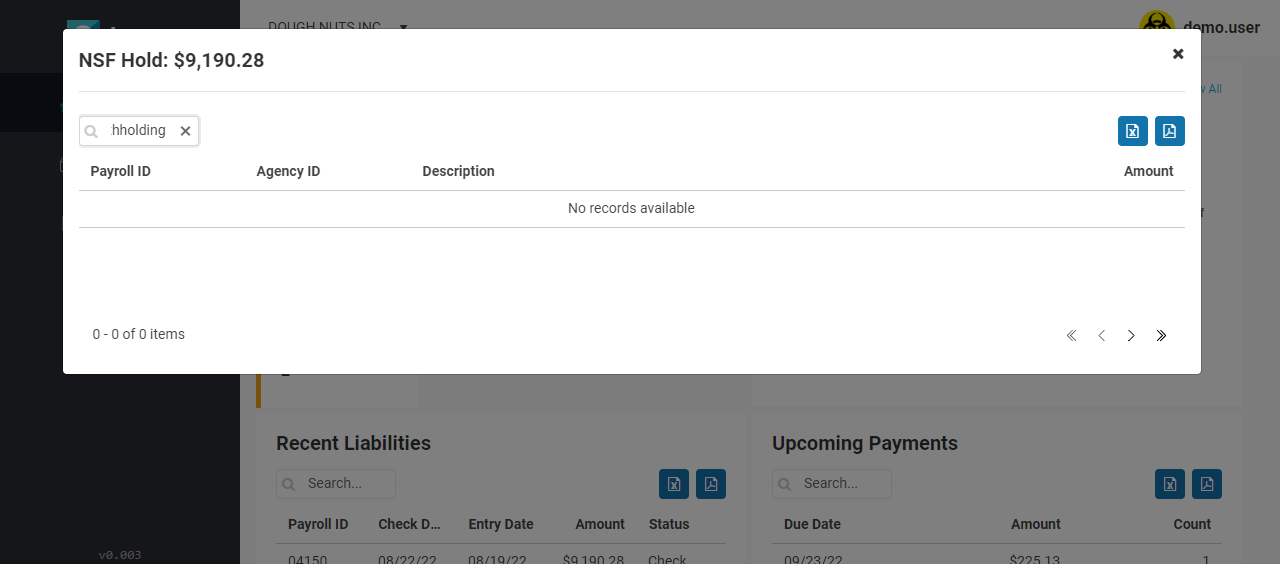 DOUGH NUTS INC
demo.user
NSF Hold: $9,190.28
All
hholding
Payroll ID Agency ID Description Amount
No records available
0 - 0 of 0 items
Recent Liabilities
Upcoming Payments
Search...
Search...
Payroll ID Check D... Entry Date Amount Status
Due Date Amount Count
04150 08/22/22 08/19/22 $9,190.28 Check
09/23/22 $225.13 1
v0.003